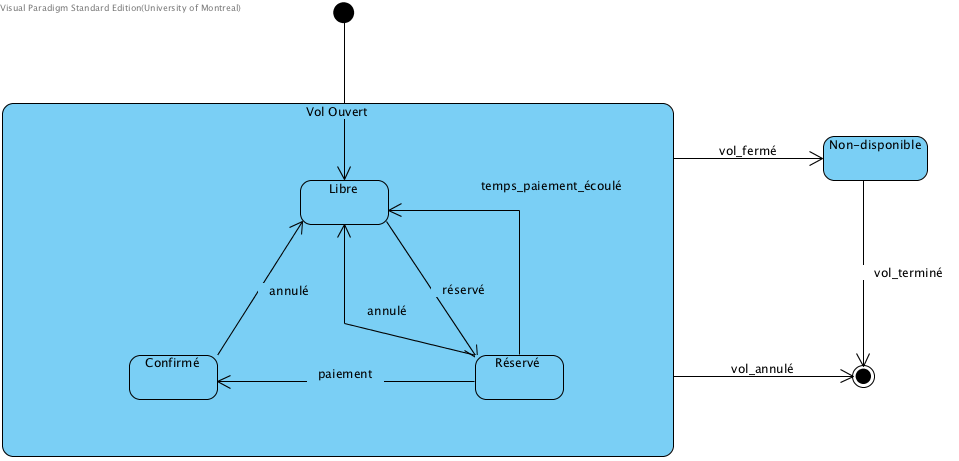 Visual Paradigm Standard Edition(University of Montreal)
Vol Ouvert
vol_fermé
Non-disponible
Libre
temps_paiement_écoulé
vol_terminé
annulé
réservé
annulé
Confirmé
Réservé
paiement
vol_annulé